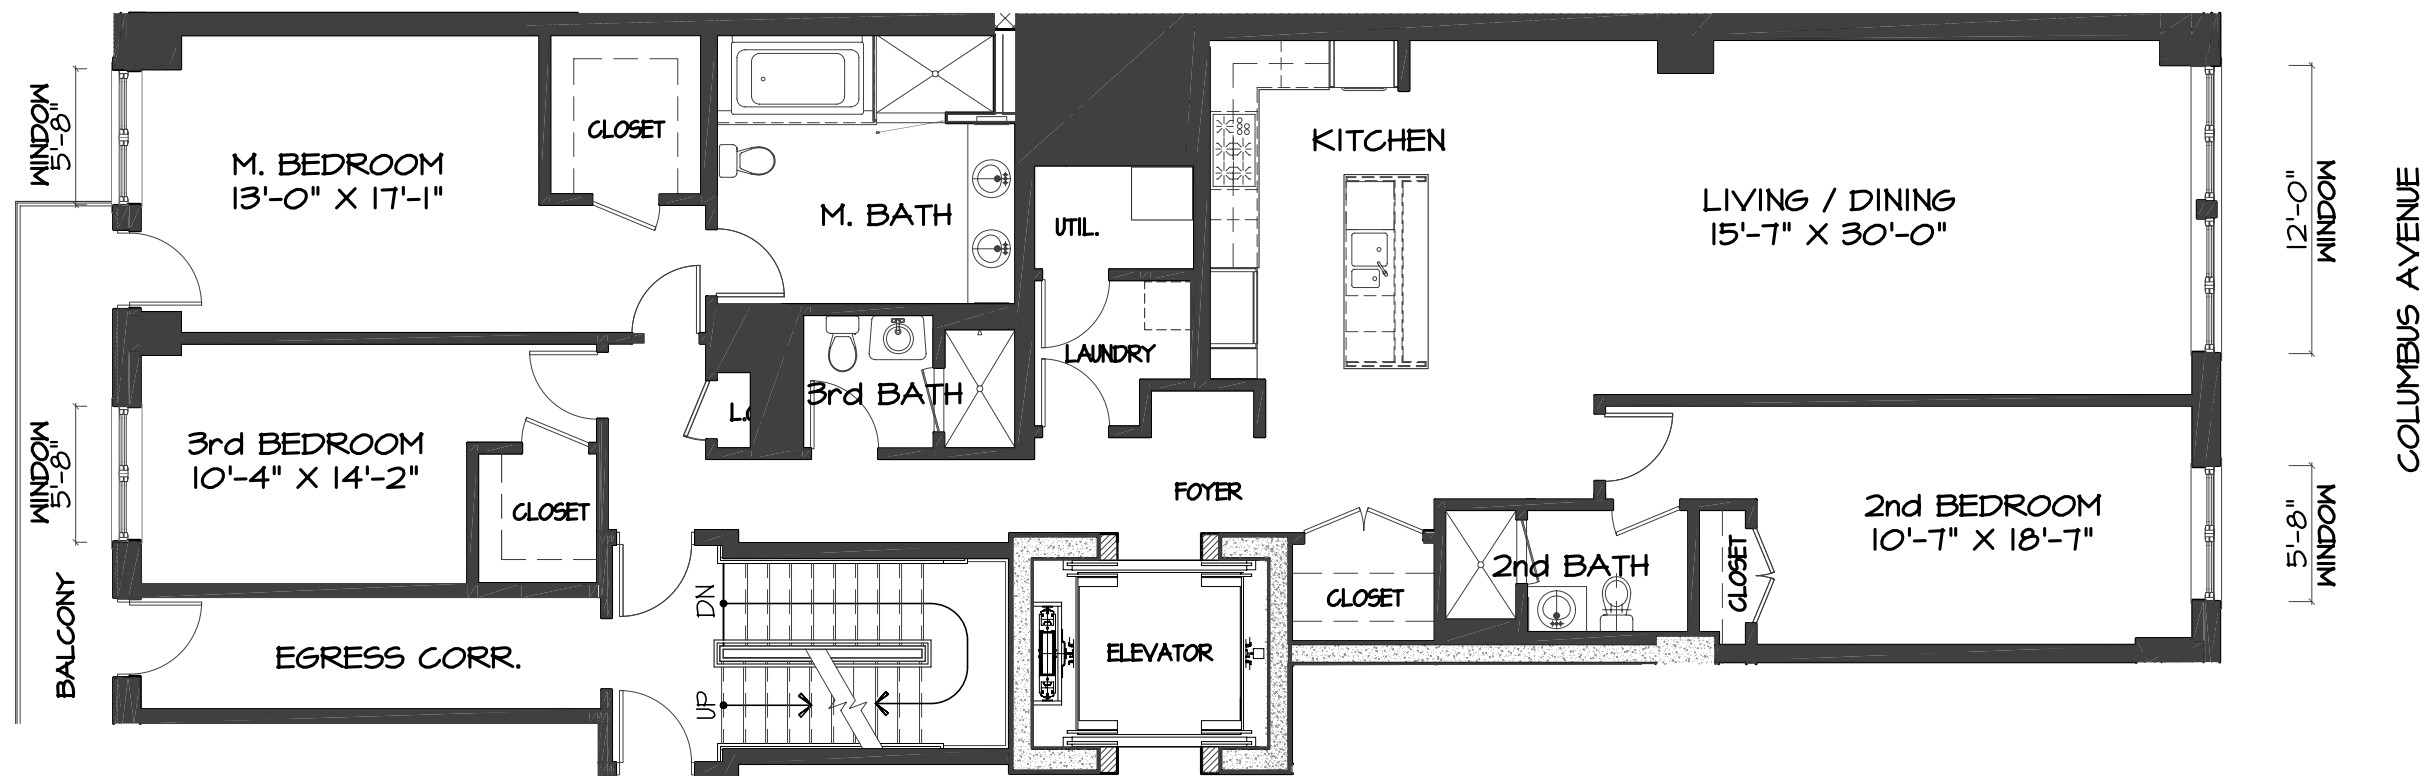 WINDOW
5'-8"
M. BEDROOM
13'-0" X 17'-1"
CLOSET
M. BATH
UTIL.
KITCHEN
LIVING / DINING
15'-7" X 30'-0"
12'-0"
WINDOW
COLUMBUS AVENUE
LAUNDRY
WINDOW
5'-8"
3rd BEDROOM
10'-4" X 14'-2"
CLOSET
3rd BATH
FOYER
2nd BATH
CLOSET
CLOSET
2nd BEDROOM
10'-7" X 18'-7"
5'-8"
WINDOW
BALCONY
EGRESS CORR.
DN
UP
ELEVATOR